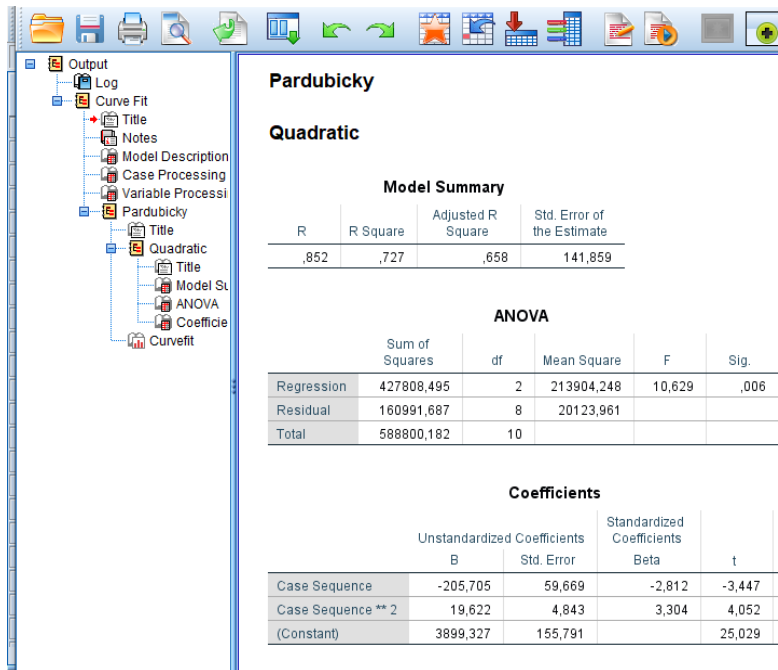 Output
Log
Curve Fit
Title
Notes
Model Description
Case Processing
Variable Processi
Pardubicky
Title
Quadratic
Title
Model Su
ANOVA
Coefficie
Curvefit
Pardubicky
Quadratic
Model Summary
R R Square Adjusted R Square Std. Error of the Estimate
,852 ,727 ,658 141,859
ANOVA
Sum of Squares df Mean Square F Sig.
Regression 427808,495 2 213904,248 10,629 ,006
Residual 160991,687 8 20123,961
Total 588800,182 10
Coefficients
Unstandardized Coefficients Standardized Coefficients
B Std. Error Beta t
Case Sequence -205,705 59,669 -2,812 -3,447
Case Sequence ** 2 19,622 4,843 3,304 4,052
(Constant) 3899,327 155,791 25,029